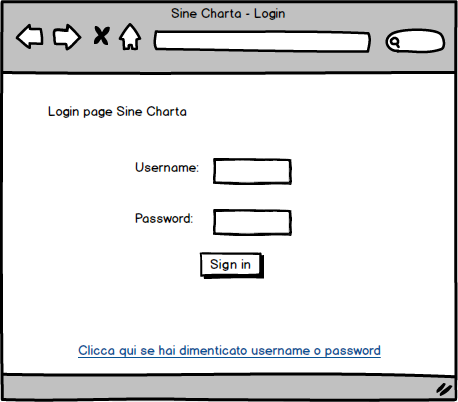 Sine Charta - Login
Login page Sine Charta
Username:
Password:
Sign in
Clicca qui se hai dimenticato username o password